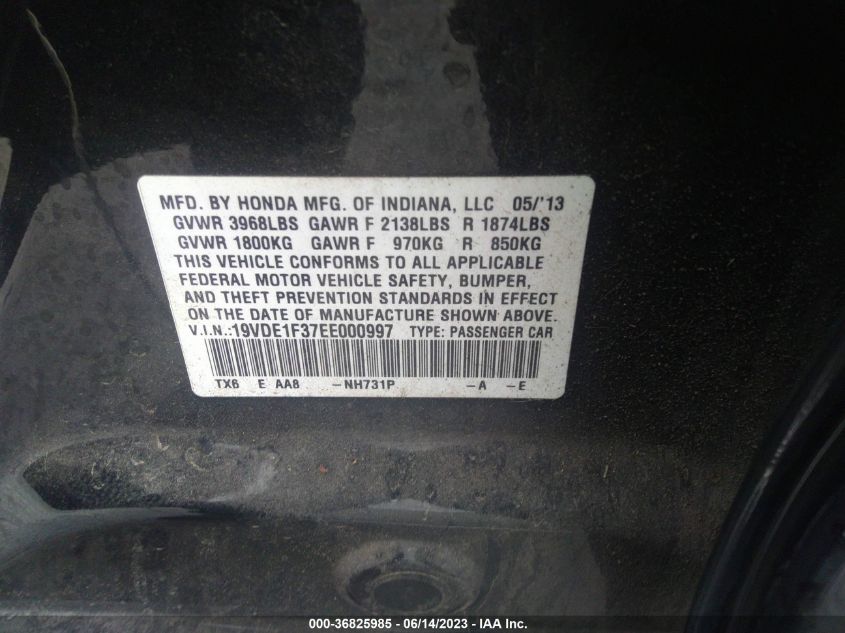 MFD. BY HONDA MFG. OF INDIANA, LLC 05/'13
GVWR 3968LBS GAWR F 2138LBS R 1874LBS
GVWR 1800KG GAWR F 970KG R 850KG
THIS VEHICLE CONFORMS TO ALL APPLICABLE
FEDERAL MOTOR VEHICLE SAFETY, BUMPER,
AND THEFT PREVENTION STANDARDS IN EFFECT
ON THE DATE OF MANUFACTURE SHOWN ABOVE.
V.I.N.:19VDE1F37EE000997 TYPE: PASSENGER CAR
TX6 E AA8 -NH731P -A -E
000-36825985 - 06/14/2023 - IAA Inc.